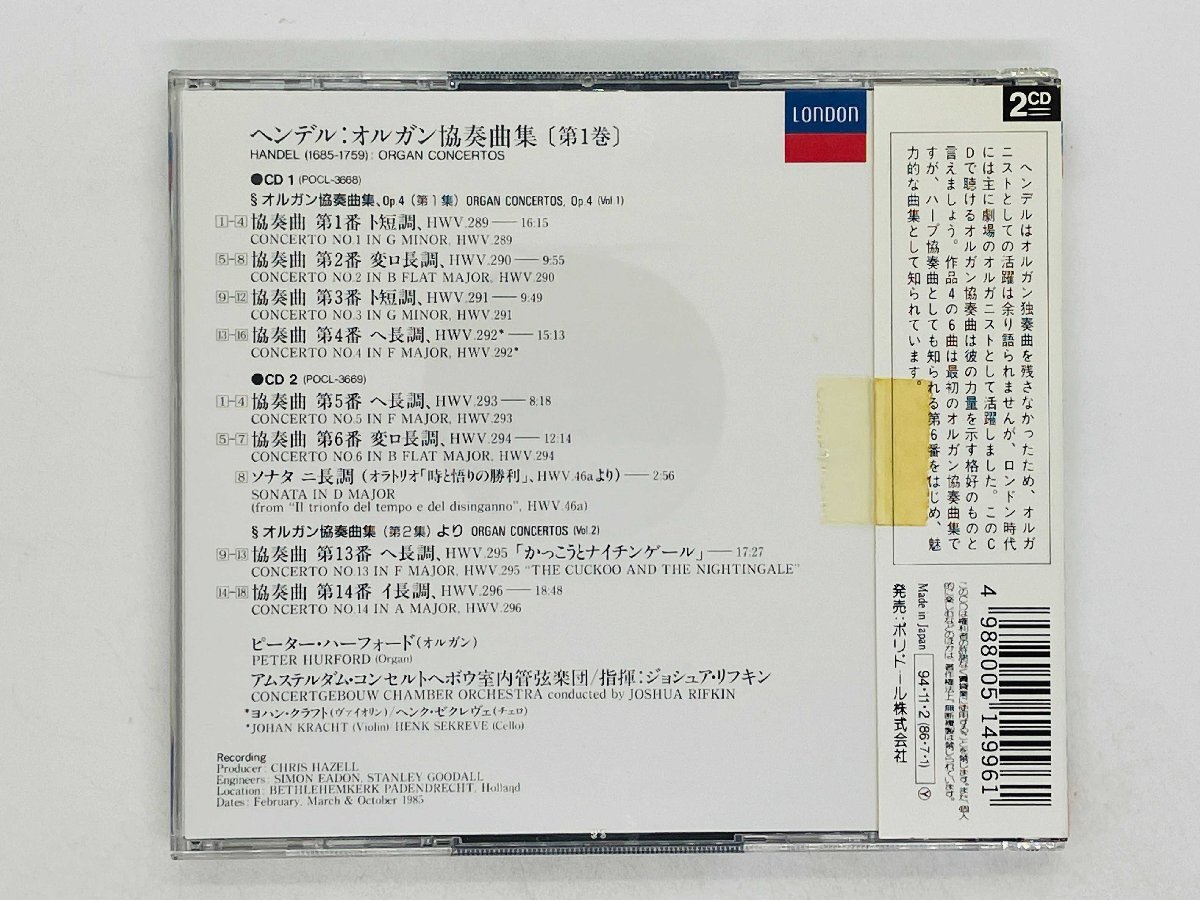 ヘンデル：オルガン協奏曲集〔第1巻〕
HANDEL (1685-1759): ORGAN CONCERTOS
●CD 1 (POCL-3668)
§ オルガン協奏曲集、Op.4（第1集）ORGAN CONCERTOS, Op.4 (Vol.1)
1-4 協奏曲 第1番 ト短調、HWV.289 — 16:15
CONCERTO NO.1 IN G MINOR, HWV.289
5-8 協奏曲 第2番 変ロ長調、HWV.290 — 9:55
CONCERTO NO.2 IN B FLAT MAJOR, HWV.290
9-12 協奏曲 第3番 ト短調、HWV.291 — 9:49
CONCERTO NO.3 IN G MINOR, HWV.291
13-16 協奏曲 第4番 ヘ長調、HWV.292* — 15:13
CONCERTO NO.4 IN F MAJOR, HWV.292*
●CD 2 (POCL-3669)
1-4 協奏曲 第5番 ヘ長調、HWV.293 — 8:18
CONCERTO NO.5 IN F MAJOR, HWV.293
5-7 協奏曲 第6番 変ロ長調、HWV.294 — 12:14
CONCERTO NO.6 IN B FLAT MAJOR, HWV.294
8 ソナタ ニ長調（オラトリオ「時と悟りの勝利」、HWV.46aより） — 2:56
SONATA IN D MAJOR
(from "Il trionfo del tempo e del disinganno", HWV.46a)
§ オルガン協奏曲集（第2集）より ORGAN CONCERTOS (Vol.2)
9-13 協奏曲 第13番 ヘ長調、HWV.295「かっこうとナイチンゲール」 — 17:27
CONCERTO NO.13 IN F MAJOR, HWV.295 "THE CUCKOO AND THE NIGHTINGALE"
14-18 協奏曲 第14番 イ長調、HWV.296 — 18:48
CONCERTO NO.14 IN A MAJOR, HWV.296
ピーター・ハーフォード（オルガン）
PETER HURFORD (Organ)
アムステルダム・コンセルトヘボウ室内管弦楽団/指揮：ジョシュア・リフキン
CONCERTGEBOUW CHAMBER ORCHESTRA conducted by JOSHUA RIFKIN
*ヨハン・クラフト（ヴァイオリン）/ヘンク・ゼクレヴェ（チェロ）
*JOHAN KRACHT (Violin) HENK SEKREVE (Cello)
Recording
Producer: CHRIS HAZELL
Engineers: SIMON EADON, STANLEY GOODALL
Location: BETHLEHEMKERK PADENDRECHT, Holland
Dates: February, March & October 1985
LONDON
2CD
ヘンデルはオルガン独奏曲を残さなかったため、オルガ
ニストとしての活躍は余り語られませんが、ロンドン時代
には主に劇場のオルガニストとして活躍しました。このC
Dで聴けるオルガン協奏曲は彼の力量を示す格好のものと
言えましょう。作品4の6曲は最初のオルガン協奏曲集で
すが、ハープ協奏曲としても知られる第6番をはじめ、魅
力的な曲集として知られています。
4 988005 149961
Made in Japan
94・11・2 (86・7・1) Ⓨ
発売：ポリドール株式会社